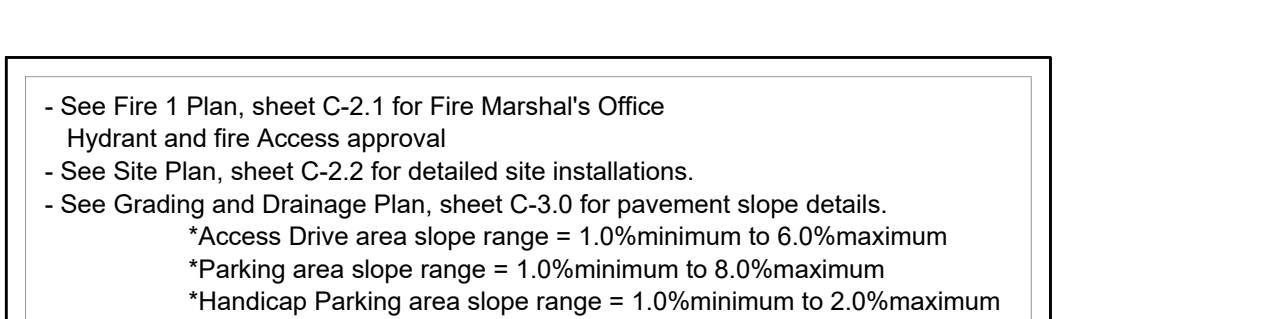 - See Fire 1 Plan, sheet C-2.1 for Fire Marshal's Office
Hydrant and fire Access approval
- See Site Plan, sheet C-2.2 for detailed site installations.
- See Grading and Drainage Plan, sheet C-3.0 for pavement slope details.
*Access Drive area slope range = 1.0%minimum to 6.0%maximum
*Parking area slope range = 1.0%minimum to 8.0%maximum
*Handicap Parking area slope range = 1.0%minimum to 2.0%maximum